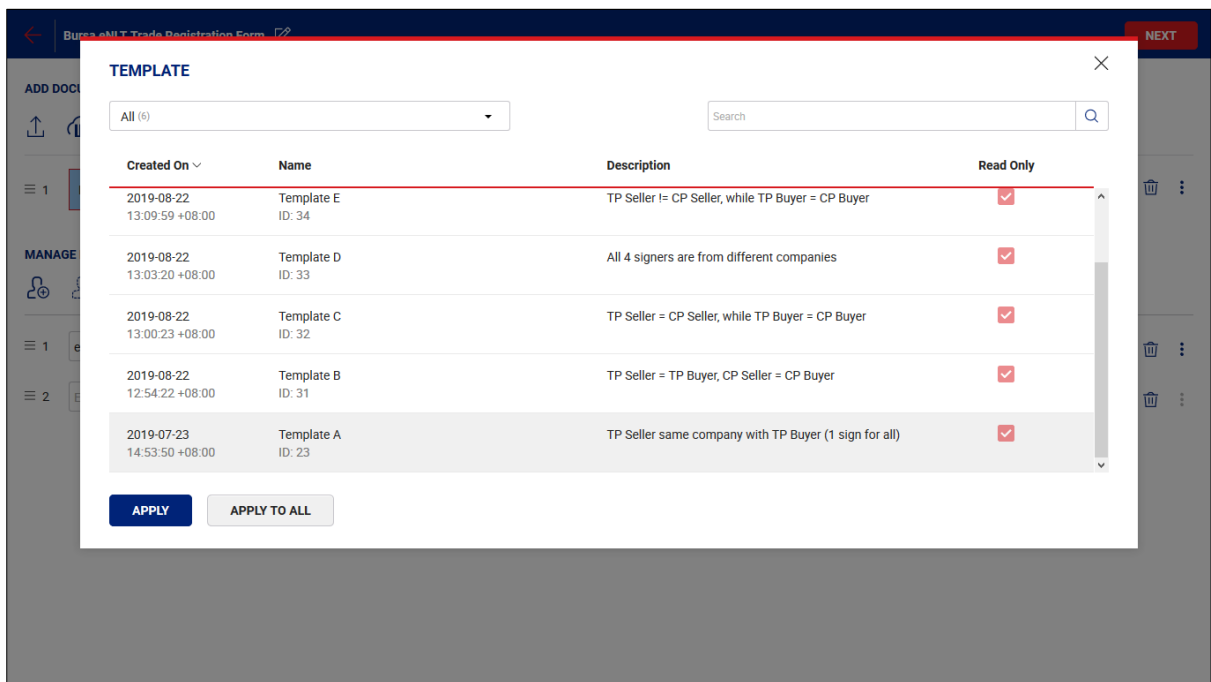 Bursa eNLT Trade Registration Form
NEXT
TEMPLATE
ADD DOCU
All (6)
Search
Created On
Name
Description
Read Only
1
2019-08-22
Template E
TP Seller != CP Seller, while TP Buyer = CP Buyer
13:09:59 +08:00
ID: 34
MANAGE
2019-08-22
Template D
All 4 signers are from different companies
13:03:20 +08:00
ID: 33
2019-08-22
Template C
TP Seller = CP Seller, while TP Buyer = CP Buyer
13:00:23 +08:00
ID: 32
1
e
2019-08-22
Template B
TP Seller = TP Buyer, CP Seller = CP Buyer
12:54:22 +08:00
ID: 31
2
E
2019-07-23
Template A
TP Seller same company with TP Buyer (1 sign for all)
14:53:50 +08:00
ID: 23
APPLY
APPLY TO ALL